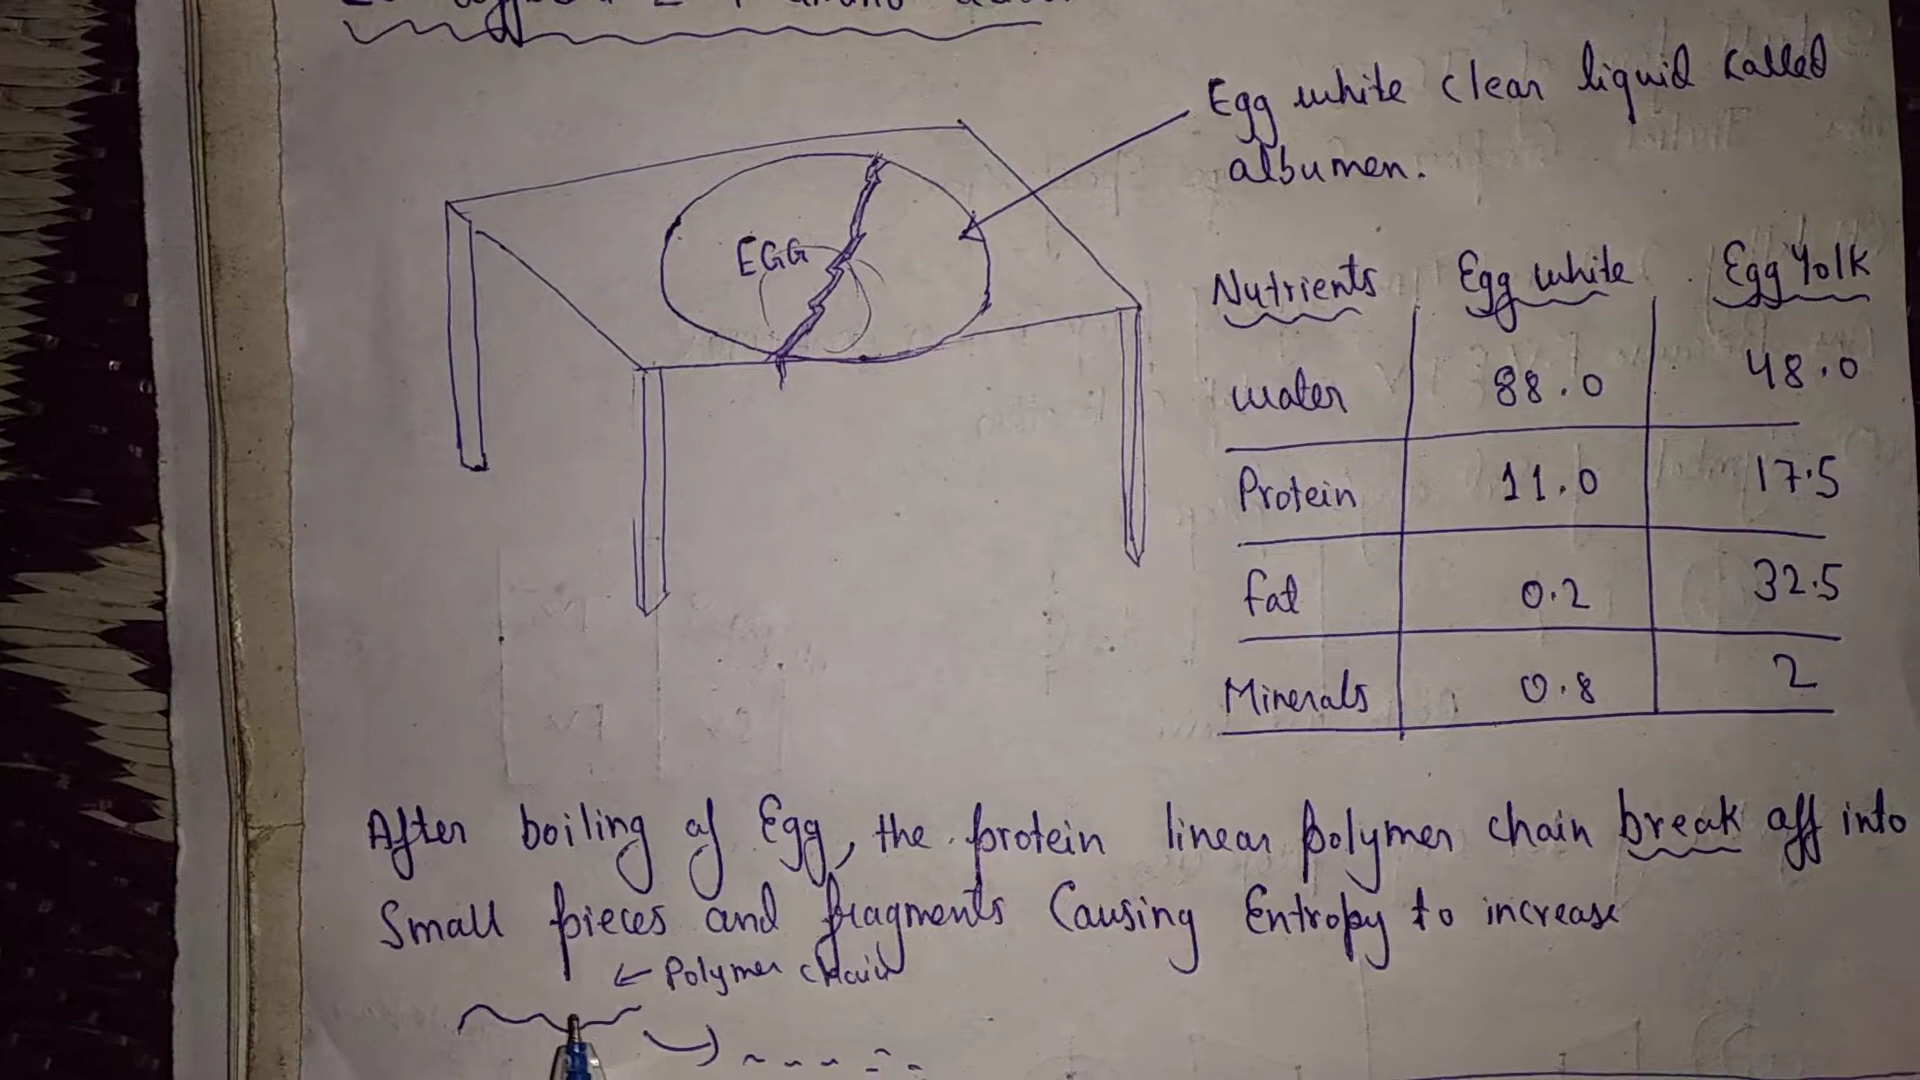 amino
Egg white clear liquid called
albumen.
EGG
Nutrients Egg white Egg Yolk
water 88.0 48.0
Protein 11.0 17.5
fat 0.2 32.5
Minerals 0.8 2
After boiling of Egg, the protein linear polymer chain break off into
Small pieces and fragments Causing Entropy to increase
← Polymer chain